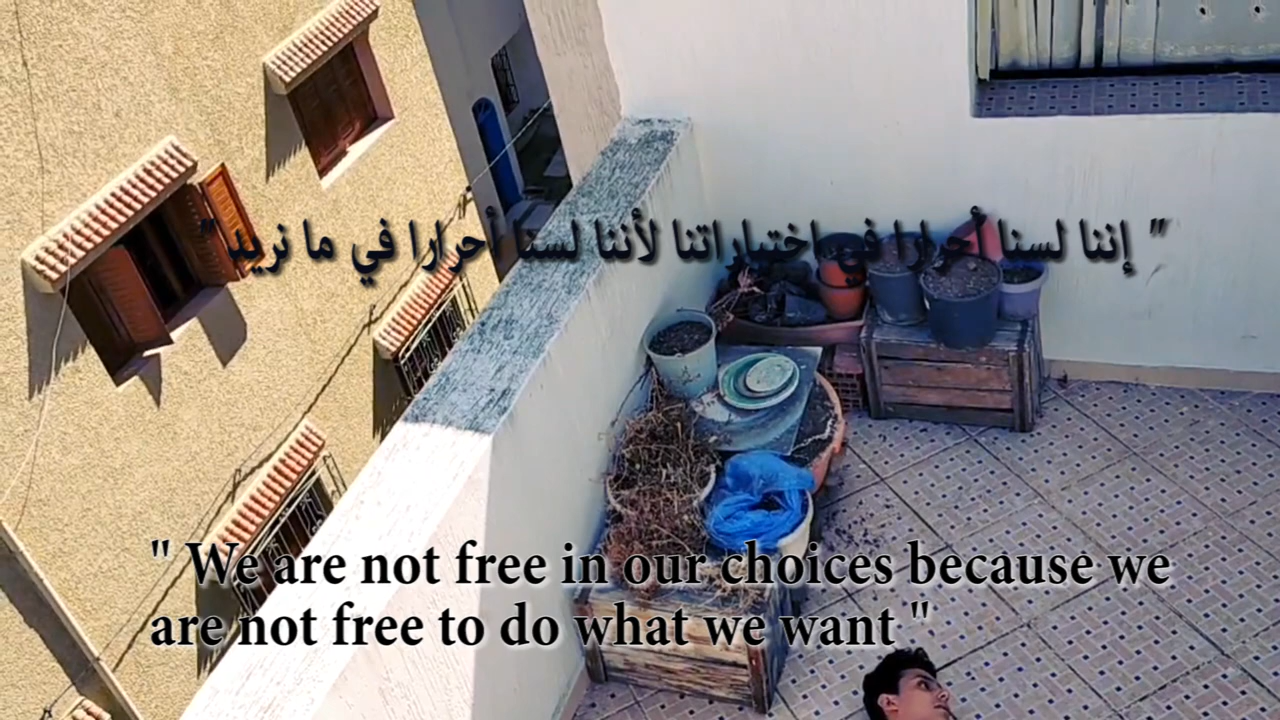 " إننا لسنا أحرارا في اختياراتنا لأننا لسنا أحرارا في ما نريد "
" We are not free in our choices because we
are not free to do what we want "